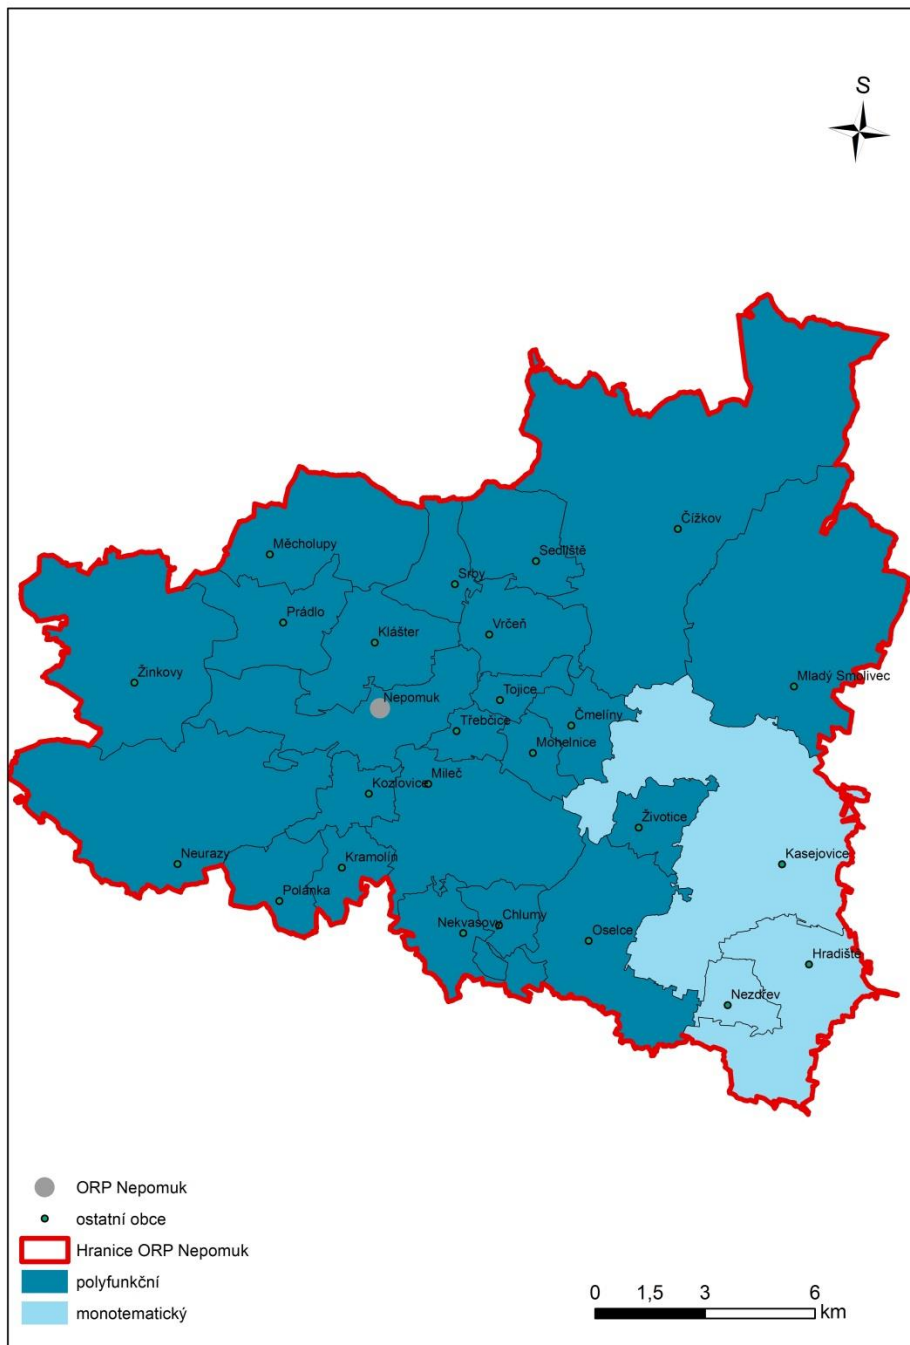 S
Čížkov
Měcholupy
Sedliště
Srby
Prádlo
Vrčeň
Klášter
Žinkovy
Mladý Smolivec
Nepomuk
Tojice
Čmelíny
Třebčice
Mohelnice
Mileč
Kozlovice
Životice
Neurazy
Kramolín
Kasejovice
Polánka
Nekvasovy
Chlumy
Oselce
Hradiště
Nezdřev
ORP Nepomuk
ostatní obce
Hranice ORP Nepomuk
polyfunkční
monotematický
0 1,5 3 6
km